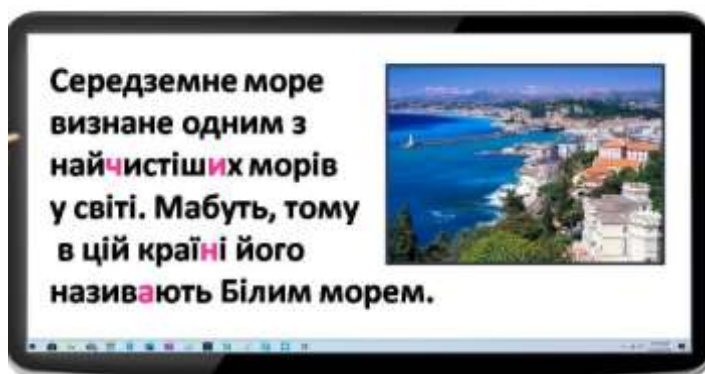 Середземне море
визнане одним з
найчистіших морів
у світі. Мабуть, тому
в цій країні його
називають Білим морем.